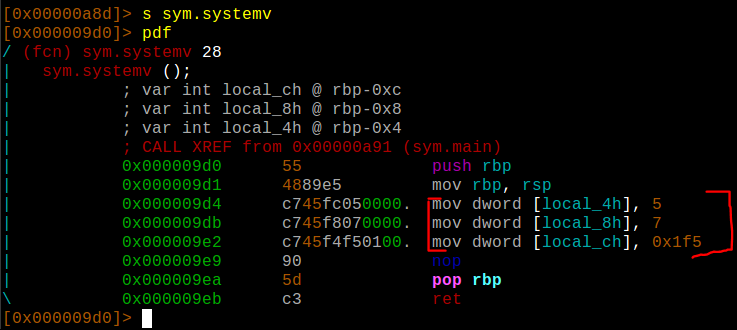 [0x00000a8d]> s sym.systemv
[0x000009d0]> pdf
/ (fcn) sym.systemv 28
|   sym.systemv ();
|           ; var int local_ch @ rbp-0xc
|           ; var int local_8h @ rbp-0x8
|           ; var int local_4h @ rbp-0x4
|           ; CALL XREF from 0x00000a91 (sym.main)
|           0x000009d0      55             push rbp
|           0x000009d1      4889e5         mov rbp, rsp
|           0x000009d4      c745fc050000.  mov dword [local_4h], 5
|           0x000009db      c745f8070000.  mov dword [local_8h], 7
|           0x000009e2      c745f4f50100.  mov dword [local_ch], 0x1f5
|           0x000009e9      90             nop
|           0x000009ea      5d             pop rbp
\           0x000009eb      c3             ret
[0x000009d0]>